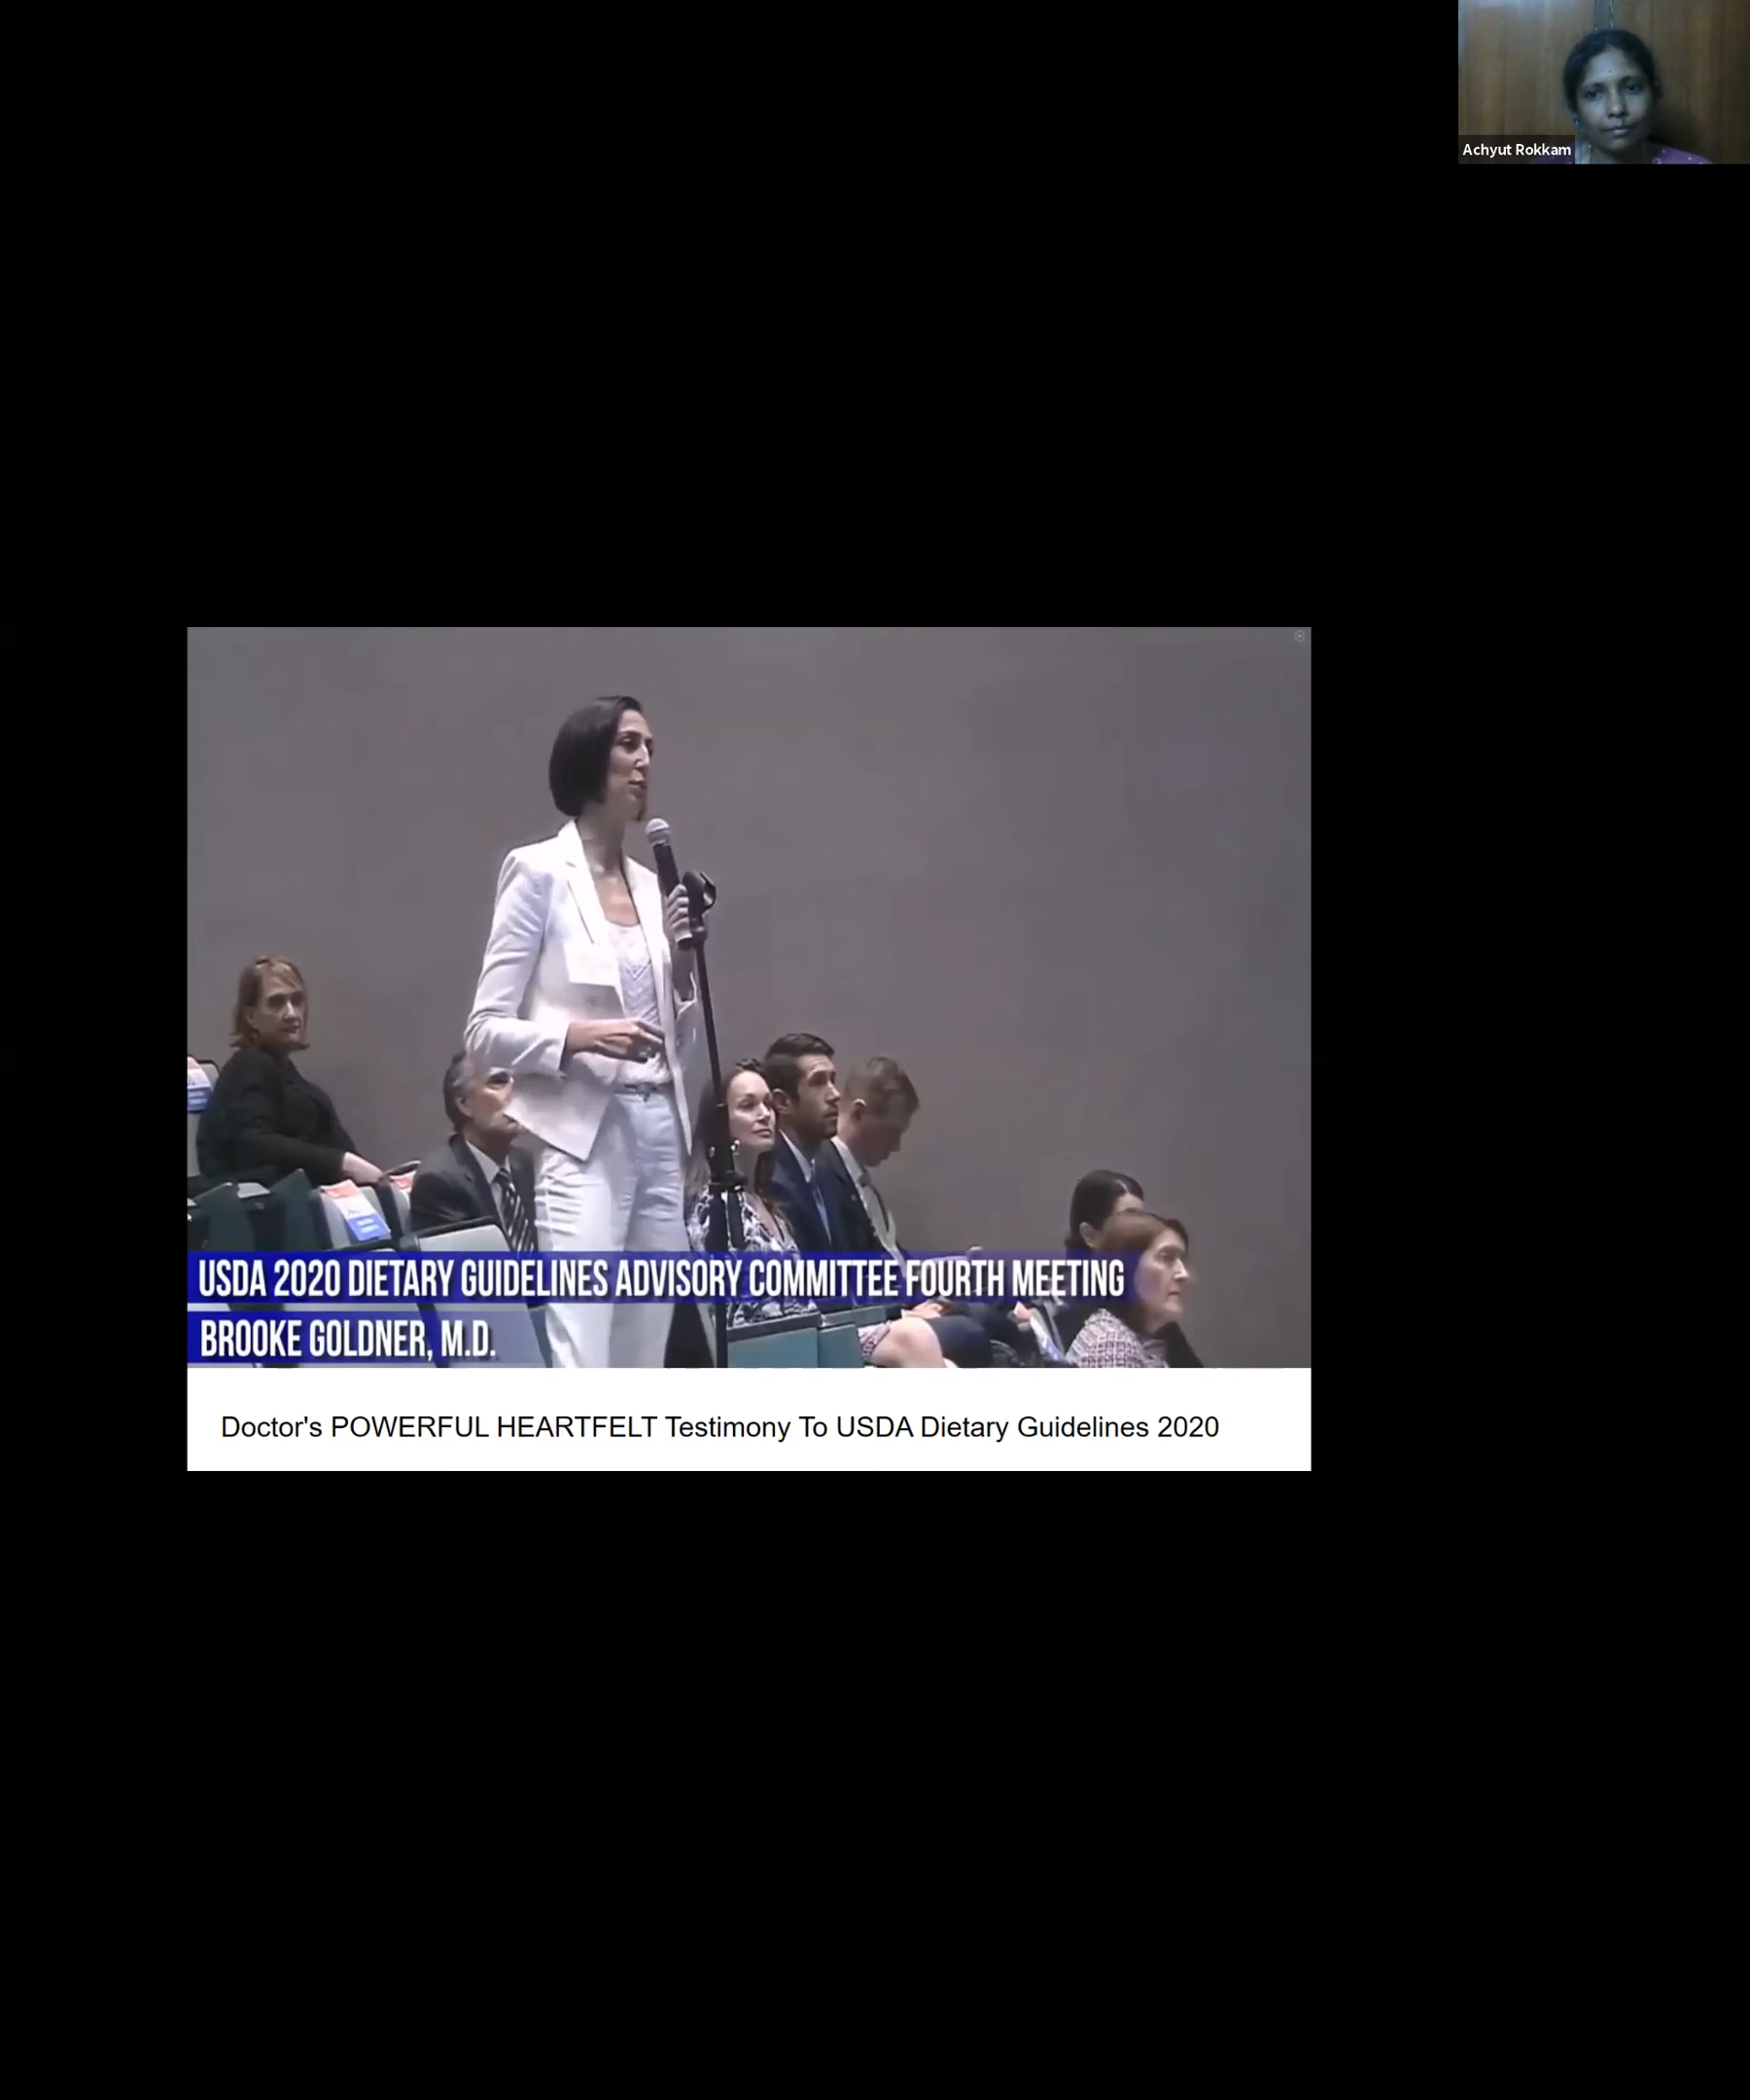 Achyut Rokkam
USDA 2020 DIETARY GUIDELINES ADVISORY COMMITTEE FOURTH MEETING
BROOKE GOLDNER, M.D.
Doctor's POWERFUL HEARTFELT Testimony To USDA Dietary Guidelines 2020